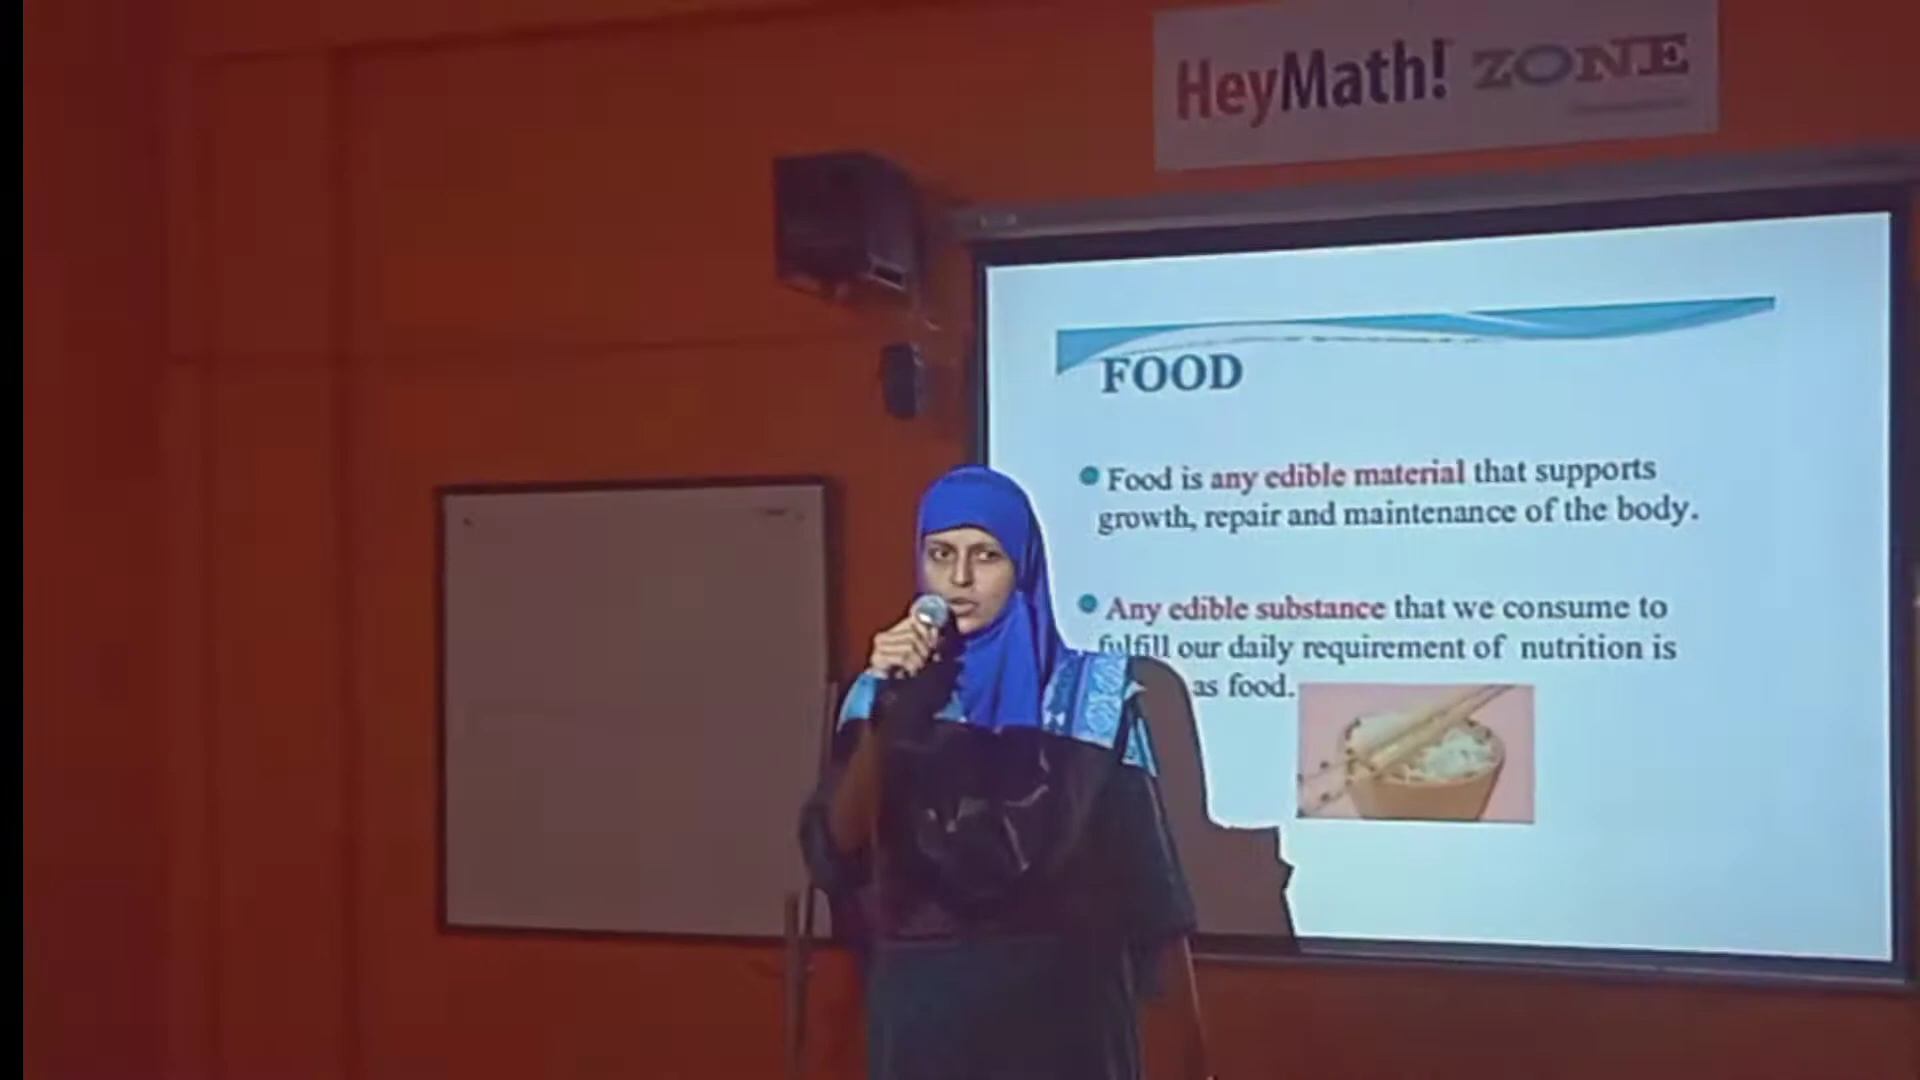 HeyMath! ZONE
FOOD
Food is any edible material that supports
growth, repair and maintenance of the body.
Any edible substance that we consume to
fulfill our daily requirement of nutrition is
as food.